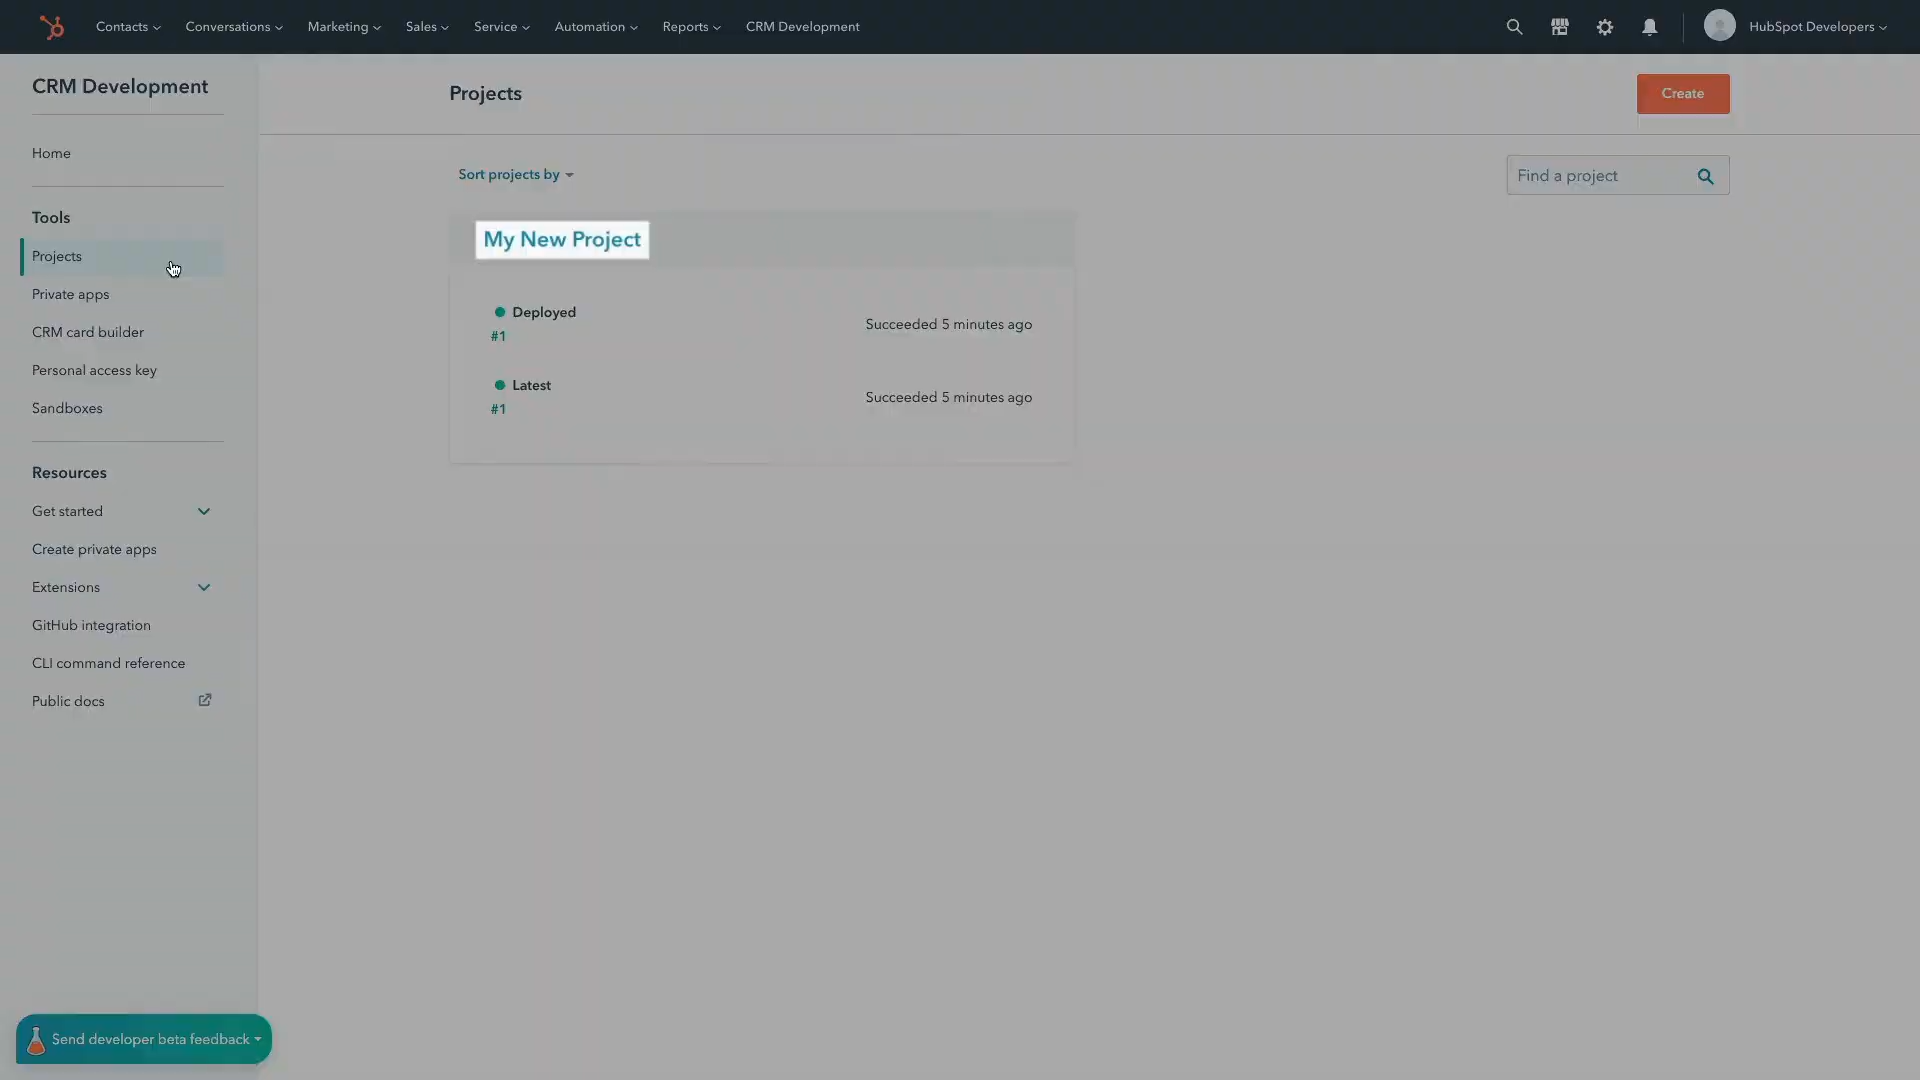 Contacts
Conversations
Marketing
Sales
Service
Automation
Reports
CRM Development
HubSpot Developers
CRM Development
Home
Tools
Projects
Private apps
CRM card builder
Personal access key
Sandboxes
Resources
Get started
Create private apps
Extensions
GitHub integration
CLI command reference
Public docs
Send developer beta feedback
Projects
Create
Sort projects by
Find a project
My New Project
Deployed
#1
Succeeded 5 minutes ago
Latest
#1
Succeeded 5 minutes ago